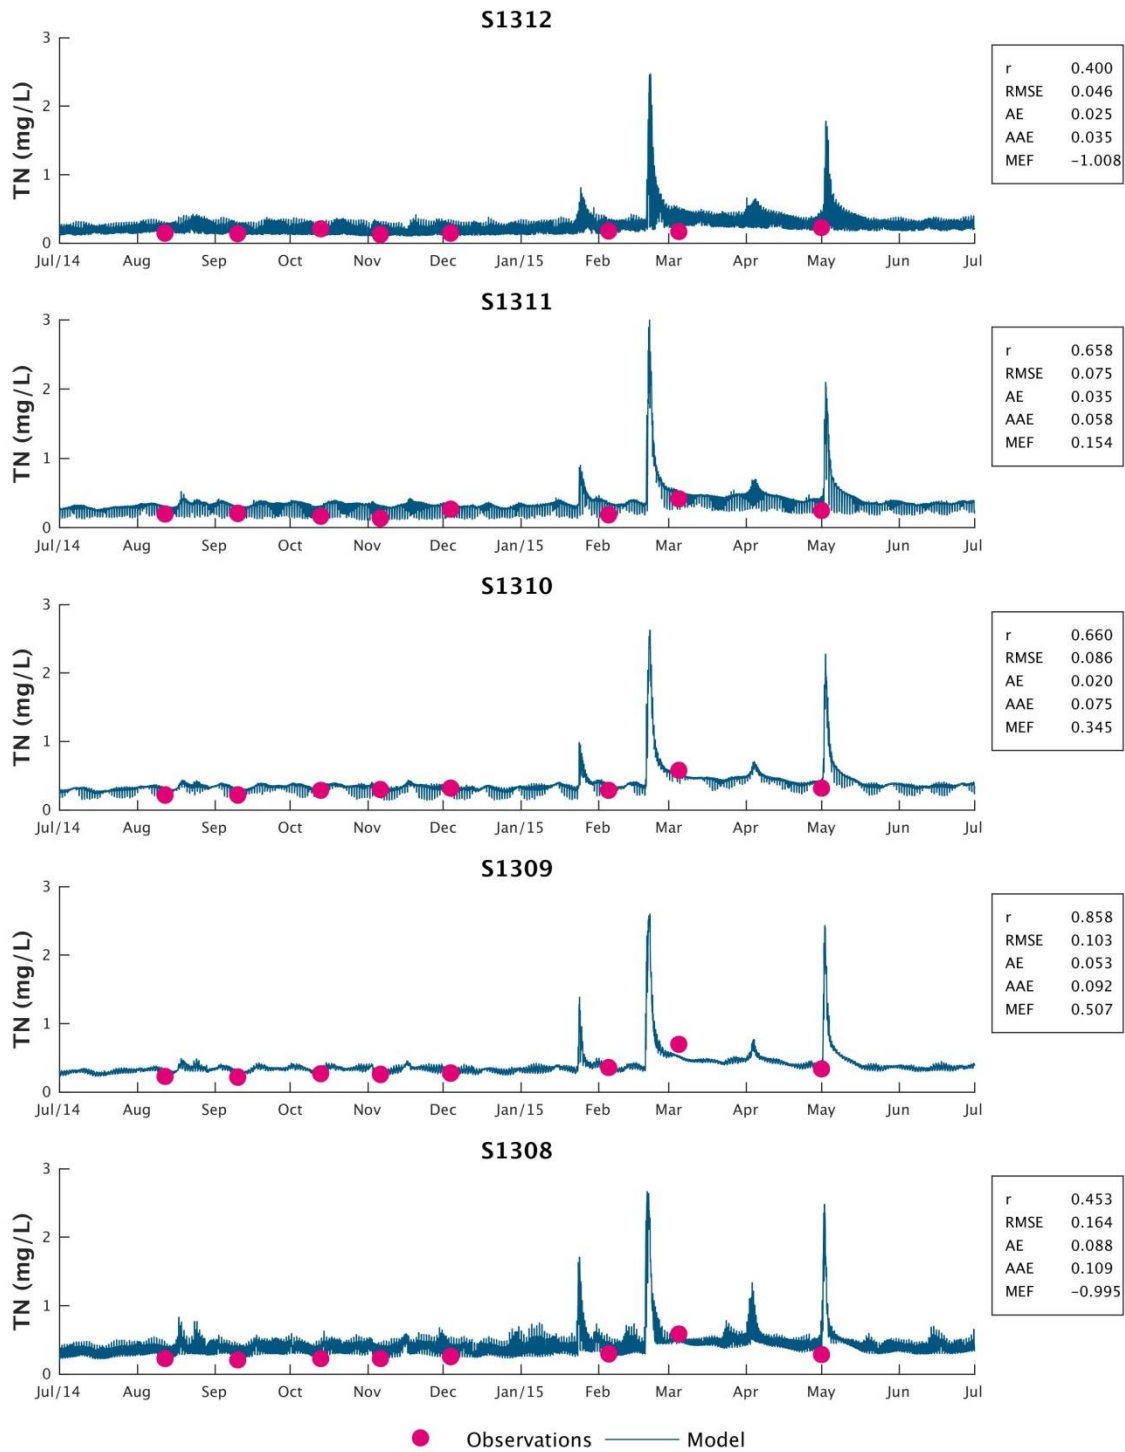 S1312
TN (mg/L)
3
2
1
0
Jul/14 Aug Sep Oct Nov Dec Jan/15 Feb Mar Apr May Jun Jul
r 0.400
RMSE 0.046
AE 0.025
AAE 0.035
MEF -1.008
S1311
TN (mg/L)
3
2
1
0
Jul/14 Aug Sep Oct Nov Dec Jan/15 Feb Mar Apr May Jun Jul
r 0.658
RMSE 0.075
AE 0.035
AAE 0.058
MEF 0.154
S1310
TN (mg/L)
3
2
1
0
Jul/14 Aug Sep Oct Nov Dec Jan/15 Feb Mar Apr May Jun Jul
r 0.660
RMSE 0.086
AE 0.020
AAE 0.075
MEF 0.345
S1309
TN (mg/L)
3
2
1
0
Jul/14 Aug Sep Oct Nov Dec Jan/15 Feb Mar Apr May Jun Jul
r 0.858
RMSE 0.103
AE 0.053
AAE 0.092
MEF 0.507
S1308
TN (mg/L)
3
2
1
0
Jul/14 Aug Sep Oct Nov Dec Jan/15 Feb Mar Apr May Jun Jul
r 0.453
RMSE 0.164
AE 0.088
AAE 0.109
MEF -0.995
Observations Model